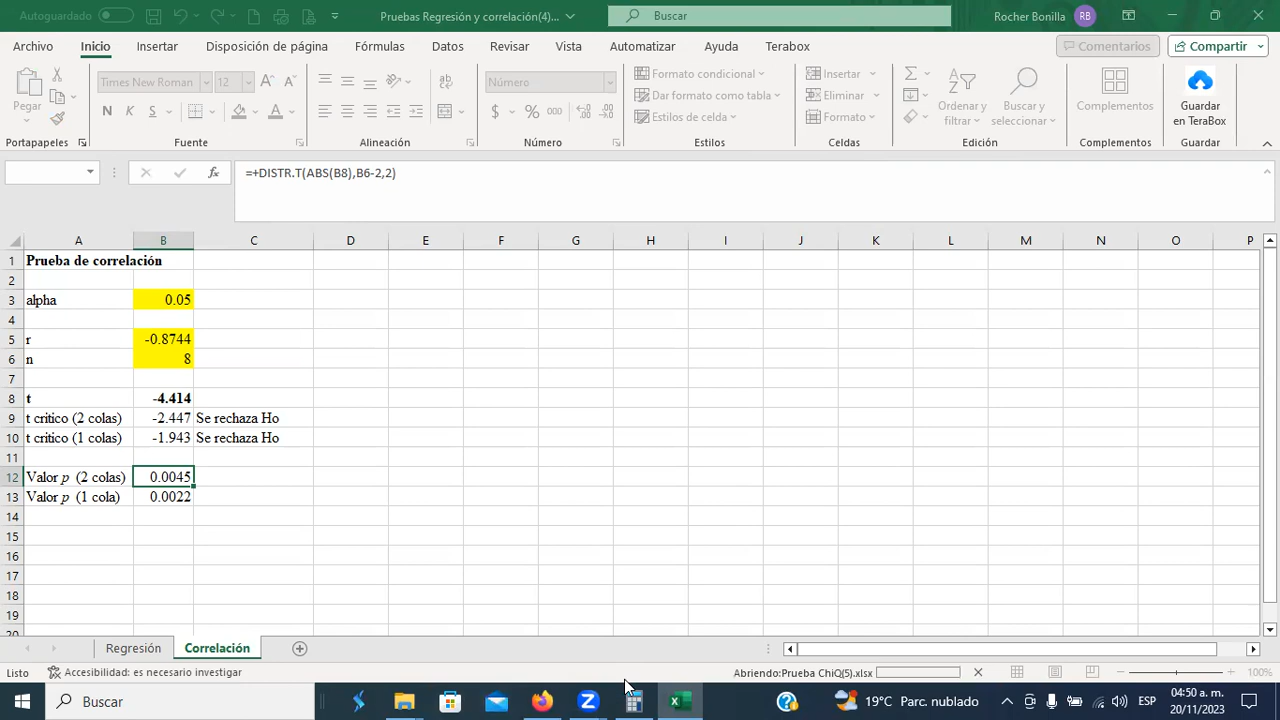 Pruebas Regresión y correlación(4)...
Buscar
Rocher Bonilla RB
Archivo Inicio Insertar Disposición de página Fórmulas Datos Revisar Vista Automatizar Ayuda Terabox Comentarios Compartir
Pegar
Times New Roman 12
N K S
ab
Número
$ % 000
Formato condicional
Dar formato como tabla
Estilos de celda
Insertar
Eliminar
Formato
Ordenar y filtrar
Buscar y seleccionar
Complementos
Guardar en TeraBox
Portapapeles Fuente Alineación Número Estilos Celdas Edición Complementos Guardar
fx =+DISTR.T(ABS(B8),B6-2,2)
A B C D E F G H I J K L M N O P
1 Prueba de correlación
2
3 alpha 0.05
4
5 r -0.8744
6 n 8
7
8 t -4.414
9 t critico (2 colas) -2.447 Se rechaza Ho
10 t critico (1 colas) -1.943 Se rechaza Ho
11
12 Valor p (2 colas) 0.0045
13 Valor p (1 cola) 0.0022
14
15
16
17
18
19
20
Regresión Correlación
Listo Accesibilidad: es necesario investigar Abriendo:Prueba ChiQ(5).xlsx 100%
Buscar
19°C Parc. nublado
ESP
04:50 a. m.
20/11/2023